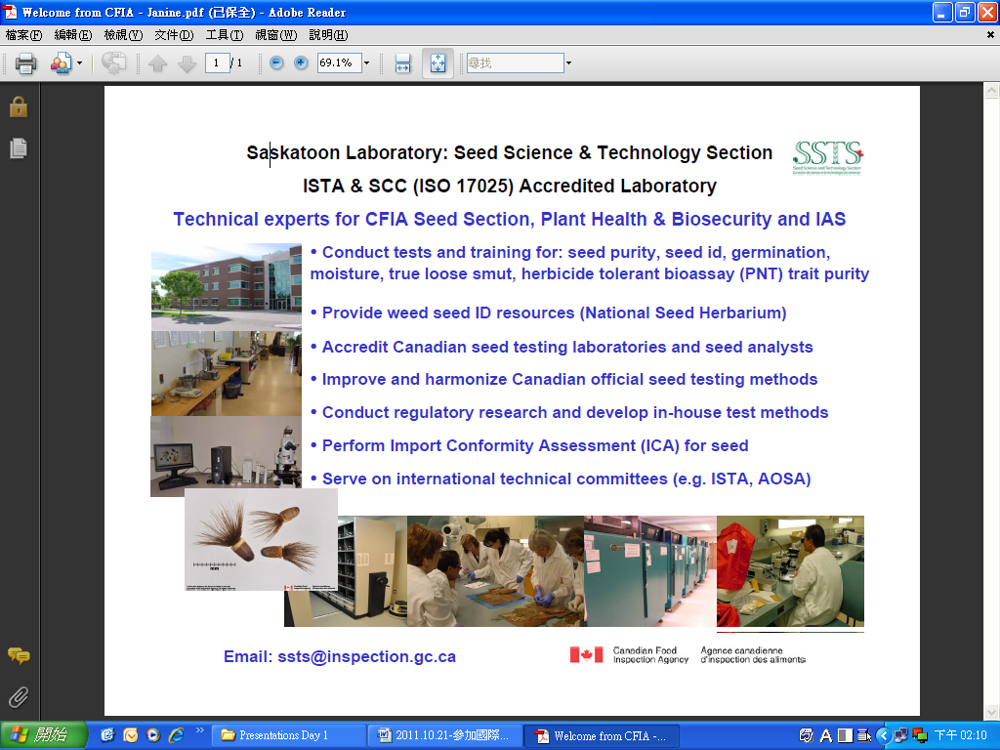 Welcome from CFIA - Janine.pdf (已保全) - Adobe Reader
檔案(F) 編輯(E) 檢視(V) 文件(D) 工具(T) 視窗(W) 說明(H)
1 / 1 69.1% 尋找
Saskatoon Laboratory: Seed Science & Technology Section
SSTS
Seed Science and Technology Section
ISTA & SCC (ISO 17025) Accredited Laboratory
Technical experts for CFIA Seed Section, Plant Health & Biosecurity and IAS
• Conduct tests and training for: seed purity, seed id, germination,
moisture, true loose smut, herbicide tolerant bioassay (PNT) trait purity
• Provide weed seed ID resources (National Seed Herbarium)
• Accredit Canadian seed testing laboratories and seed analysts
• Improve and harmonize Canadian official seed testing methods
• Conduct regulatory research and develop in-house test methods
• Perform Import Conformity Assessment (ICA) for seed
• Serve on international technical committees (e.g. ISTA, AOSA)
mm
Email: ssts@inspection.gc.ca
Canadian Food Agence canadienne
Inspection Agency d'inspection des aliments
開始 Presentations Day 1 2011.10.21-參加國際... Welcome from CFIA -... A 下午 02:10